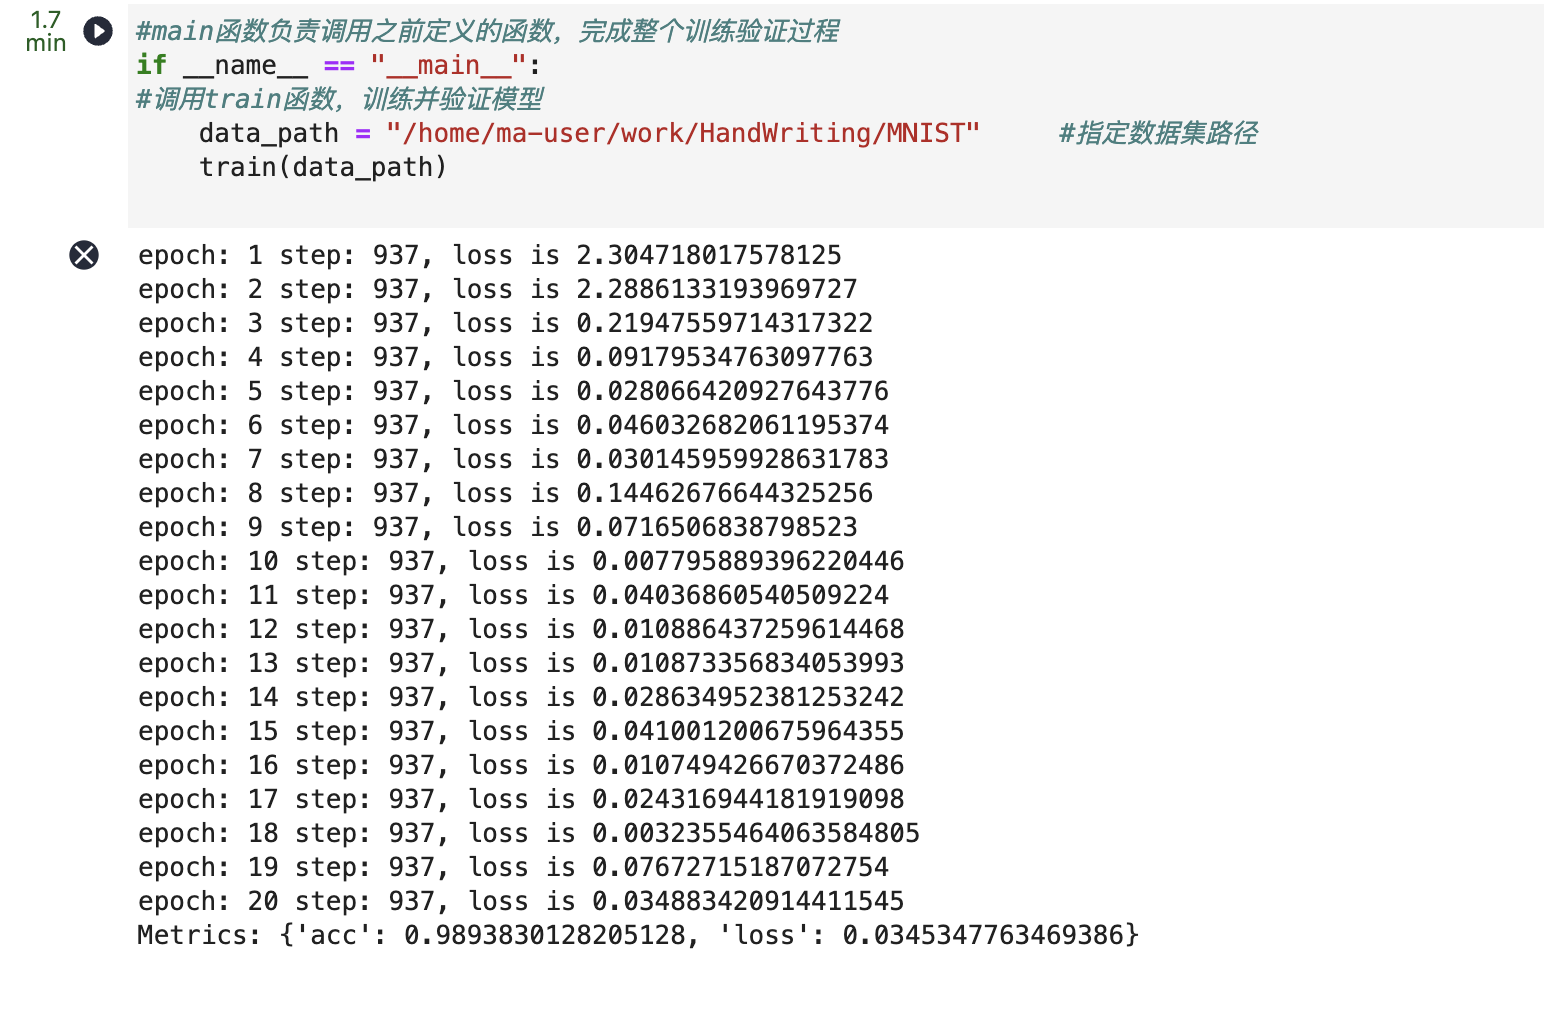 1.7
min
#main函数负责调用之前定义的函数，完成整个训练验证过程
if __name__ == "__main__":
#调用train函数，训练并验证模型
    data_path = "/home/ma-user/work/HandWriting/MNIST"     #指定数据集路径
    train(data_path)
epoch: 1 step: 937, loss is 2.304718017578125
epoch: 2 step: 937, loss is 2.2886133193969727
epoch: 3 step: 937, loss is 0.21947559714317322
epoch: 4 step: 937, loss is 0.09179534763097763
epoch: 5 step: 937, loss is 0.028066420927643776
epoch: 6 step: 937, loss is 0.046032682061195374
epoch: 7 step: 937, loss is 0.030145959928631783
epoch: 8 step: 937, loss is 0.14462676644325256
epoch: 9 step: 937, loss is 0.0716506838798523
epoch: 10 step: 937, loss is 0.007795889396220446
epoch: 11 step: 937, loss is 0.04036860540509224
epoch: 12 step: 937, loss is 0.010886437259614468
epoch: 13 step: 937, loss is 0.010873356834053993
epoch: 14 step: 937, loss is 0.028634952381253242
epoch: 15 step: 937, loss is 0.041001200675964355
epoch: 16 step: 937, loss is 0.010749426670372486
epoch: 17 step: 937, loss is 0.024316944181919098
epoch: 18 step: 937, loss is 0.0032355464063584805
epoch: 19 step: 937, loss is 0.07672715187072754
epoch: 20 step: 937, loss is 0.034883420914411545
Metrics: {'acc': 0.9893830128205128, 'loss': 0.0345347763469386}